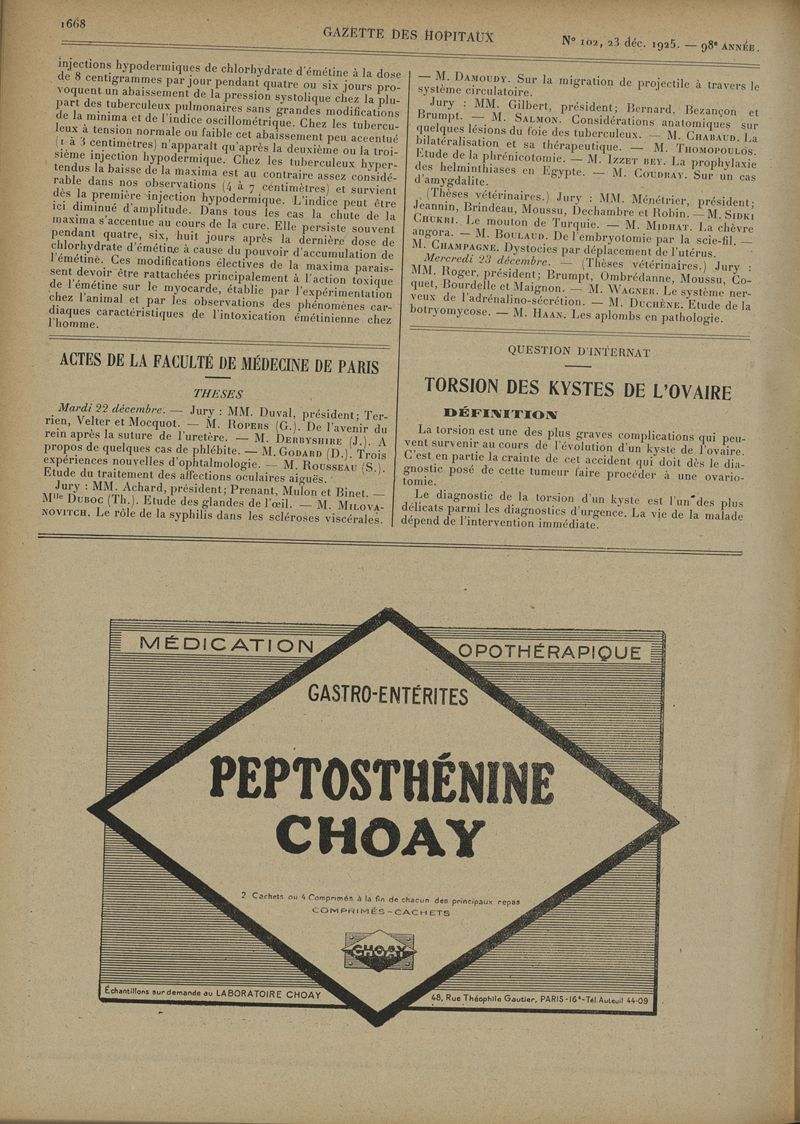 1668
GAZETTE DES HOPITAUX
N° 102, 23 déc. 1925. — 98e ANNÉE.
injections hypodermiques de chlorhydrate d'émétine à la dose
de 8 centigrammes par jour pendant quatre ou six jours pro-
voquent un abaissement de la pression systolique chez la plu-
part des tuberculeux pulmonaires sans grandes modifications
de la minima et de l'indice oscillométrique. Chez les tubercu-
leux à tension normale ou faible cet abaissement peu accentué
(1 à 3 centimètres) n'apparaît qu'après la deuxième ou la troi-
sième injection hypodermique. Chez les tuberculeux hyper-
tendus la baisse de la maxima est au contraire assez considé-
rable dans nos observations (4 à 7 centimètres) et survient
dès la première injection hypodermique. L'indice peut être
ici diminué d'amplitude. Dans tous les cas la chute de la
maxima s'accentue au cours de la cure. Elle persiste souvent
pendant quatre, six, huit jours après la dernière dose de
chlorhydrate d'émétine à cause du pouvoir d'accumulation de
l'émétine. Ces modifications électives de la maxima parais-
sent devoir être rattachées principalement à l'action toxique
de l'émétine sur le myocarde, établie par l'expérimentation
chez l'animal et par les observations des phénomènes car-
diaques caractéristiques de l'intoxication émétinienne chez
l'homme.
ACTES DE LA FACULTÉ DE MÉDECINE DE PARIS
THESES
Mardi 22 décembre. — Jury : MM. Duval, président; Ter-
rien, Velter et Mocquot. — M. ROPERS (G.). De l'avenir du
rein après la suture de l'uretère. — M. DERBYSHIRE (J.). A
propos de quelques cas de phlébite. — M. GODARD (D.). Trois
expériences nouvelles d'ophtalmologie. — M. ROUSSEAU (S.).
Etude du traitement des affections oculaires aiguës.
Jury : MM. Achard, président; Prenant, Mulon et Binet. —
Mlle DUBOC (Th.). Etude des glandes de l'œil. — M. MILOVA-
NOVITCH. Le rôle de la syphilis dans les scléroses viscérales.
— M. DAMOUDY. Sur la migration de projectile à travers le
système circulatoire.
Jury : MM. Gilbert, président; Bernard, Bezançon et
Brumpt. — M. SALMON. Considérations anatomiques sur
quelques lésions du foie des tuberculeux. — M. CHABAUD. La
bilatéralisation et sa thérapeutique. — M. THOMOPOULOS.
Etude de la phrénicotomie. — M. IZZET BEY. La prophylaxie
des helminthiases en Egypte. — M. COUDRAY. Sur un cas
d'amygdalite.
(Thèses vétérinaires.) Jury : MM. Ménétrier, président;
Jeannin, Brindeau, Moussu, Dechambre et Robin. — M. SIDKI
CHUKRI. Le mouton de Turquie. — M. MIDHAT. La chèvre
angora. — M. BOULAUD. De l'embryotomie par la scie-fil. —
M. CHAMPAGNE. Dystocies par déplacement de l'utérus.
Mercredi 23 décembre. — (Thèses vétérinaires.) Jury :
MM. Roger, président; Brumpt, Ombrédanne, Moussu, Co-
quet, Bourdelle et Maignon. — M. WAGNER. Le système ner-
veux de l'adrénalino-sécrétion. — M. DUCHÈNE. Etude de la
botryomycose. — M. HAAN. Les aplombs en pathologie.
QUESTION D'INTERNAT
TORSION DES KYSTES DE L'OVAIRE
DÉFINITION
La torsion est une des plus graves complications qui peu-
vent survenir au cours de l'évolution d'un kyste de l'ovaire.
C'est en partie la crainte de cet accident qui doit dès le dia-
gnostic posé de cette tumeur faire procéder à une ovario-
tomie.
Le diagnostic de la torsion d'un kyste est l'un des plus
délicats parmi les diagnostics d'urgence. La vie de la malade
dépend de l'intervention immédiate.
MÉDICATION OPOTHÉRAPIQUE
GASTRO-ENTÉRITES
PEPTOSTHÉNINE
CHOAY
2 Cachets ou 4 Comprimés à la fin de chacun des principaux repas
COMPRIMÉS - CACHETS
CHOAY
Échantillons sur demande au LABORATOIRE CHOAY
48, Rue Théophile Gautier, PARIS-16e-Tél. Auteuil 44-09